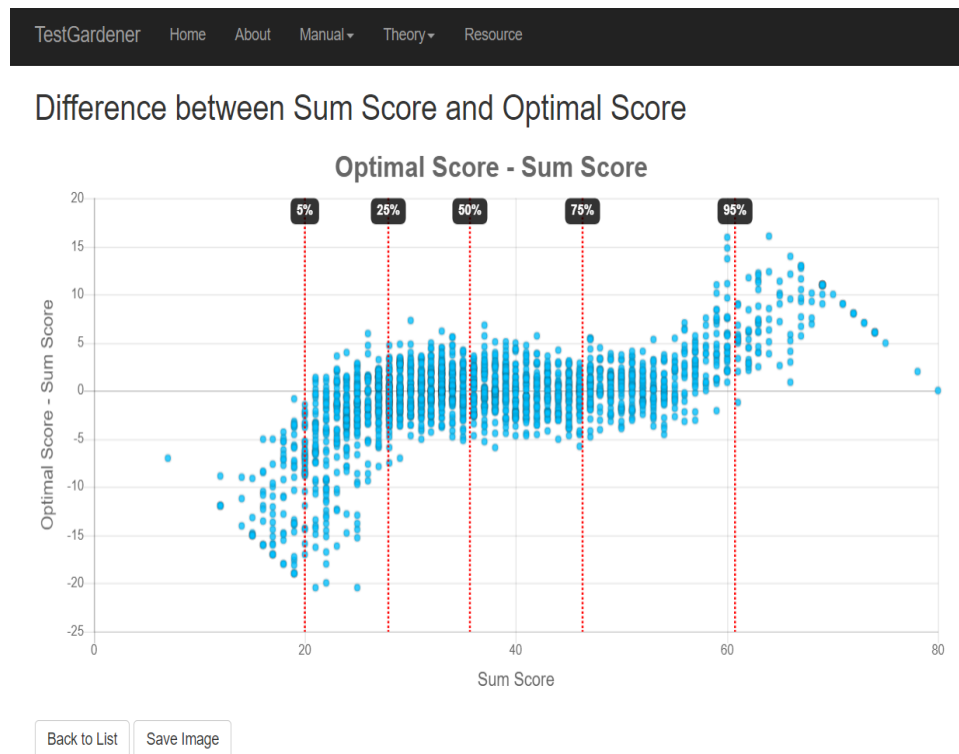 TestGardener Home About Manual Theory Resource
Difference between Sum Score and Optimal Score
Optimal Score - Sum Score
5% 25% 50% 75% 95%
20
15
10
5
0
-5
-10
-15
-20
-25
Optimal Score - Sum Score
0 20 40 60 80
Sum Score
Back to List Save Image